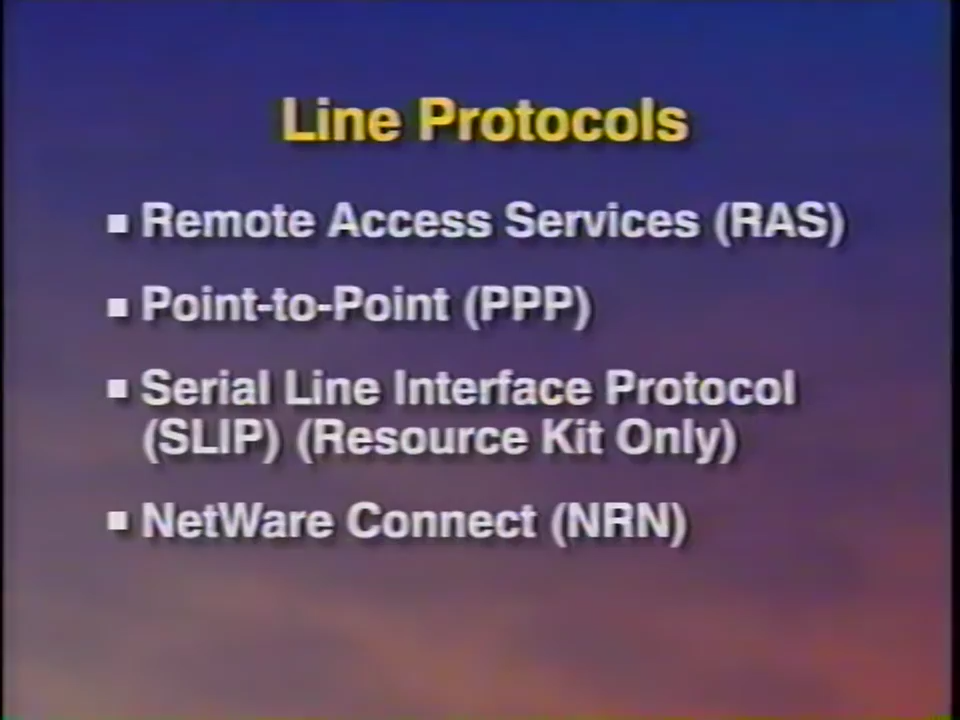 Line Protocols
▪ Remote Access Services (RAS)
▪ Point-to-Point (PPP)
▪ Serial Line Interface Protocol
(SLIP) (Resource Kit Only)
▪ NetWare Connect (NRN)